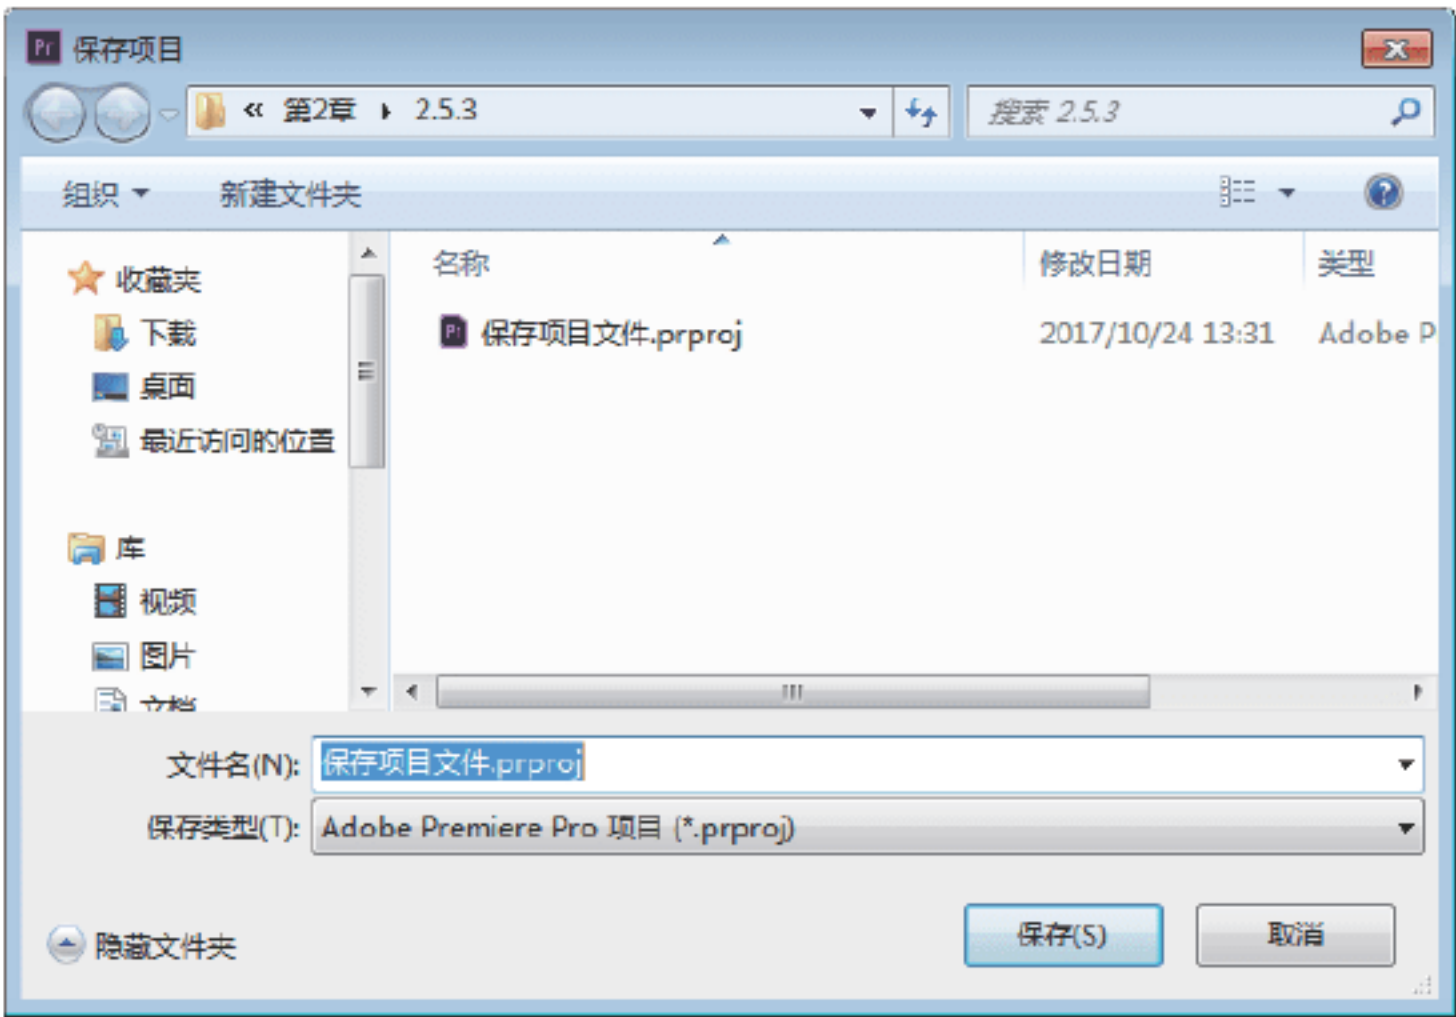 Pr 保存项目
« 第2章 2.5.3 搜索 2.5.3
组织 新建文件夹
收藏夹 名称 修改日期 类型
下载 Pr 保存项目文件.prproj 2017/10/24 13:31 Adobe P
桌面
最近访问的位置
库
视频
图片
文档
文件名(N): 保存项目文件.prproj
保存类型(T): Adobe Premiere Pro 项目 (*.prproj)
隐藏文件夹 保存(S) 取消